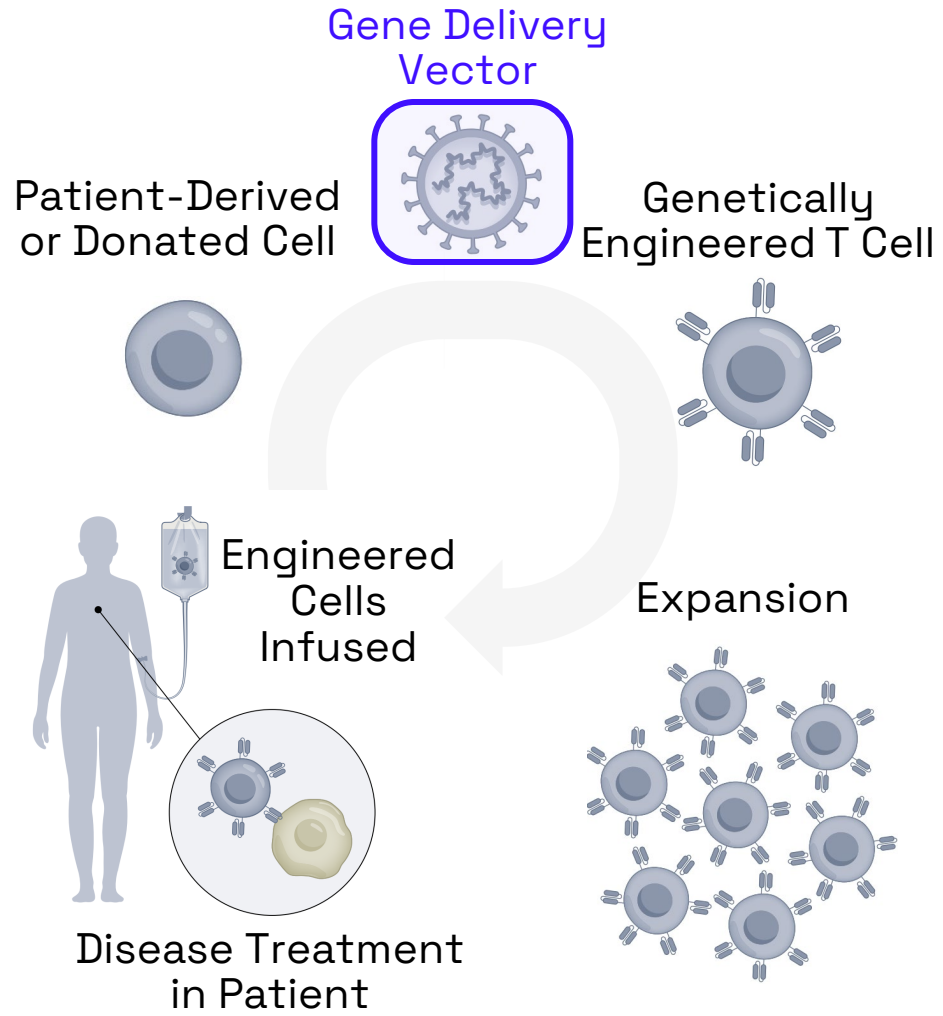 Gene Delivery
Vector
Patient-Derived
or Donated Cell
Genetically
Engineered T Cell
Engineered
Cells
Infused
Expansion
Disease Treatment
in Patient